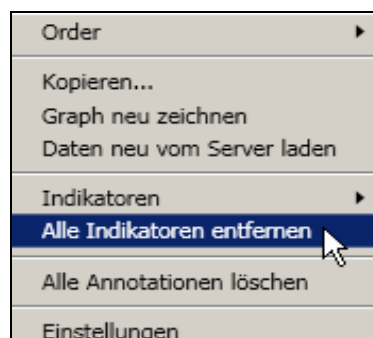 Order
Kopieren...
Graph neu zeichnen
Daten neu vom Server laden
Indikatoren
Alle Indikatoren entfernen
Alle Annotationen löschen
Einstellungen